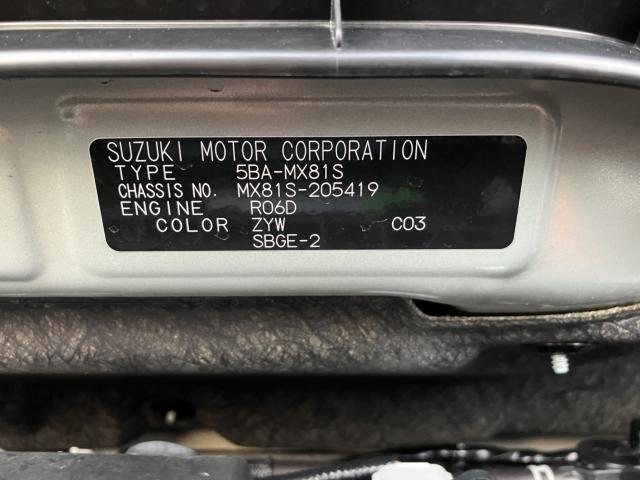 SUZUKI MOTOR CORPORATION
TYPE 5BA-MX81S
CHASSIS NO. MX81S-205419
ENGINE R06D
COLOR ZYW C03
SBGE-2